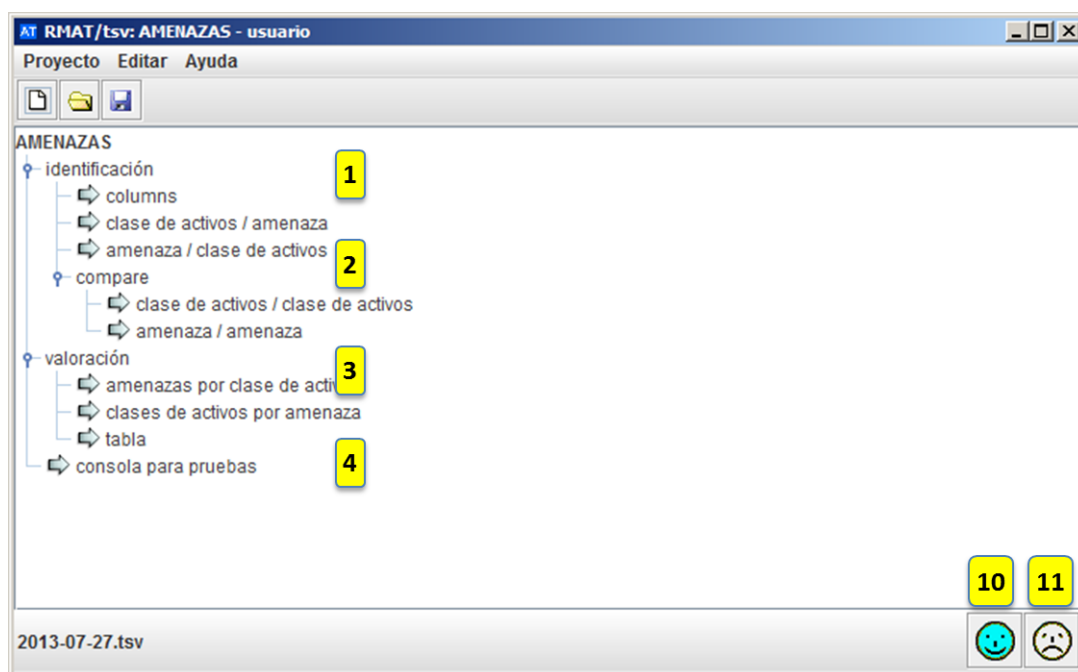 AT RMAT/tsv: AMENAZAS - usuario
Proyecto Editar Ayuda
AMENAZAS
identificación
1
columns
clase de activos / amenaza
amenaza / clase de activos
2
compare
clase de activos / clase de activos
amenaza / amenaza
valoración
3
amenazas por clase de activ
clases de activos por amenaza
tabla
4
consola para pruebas
10 11
2013-07-27.tsv